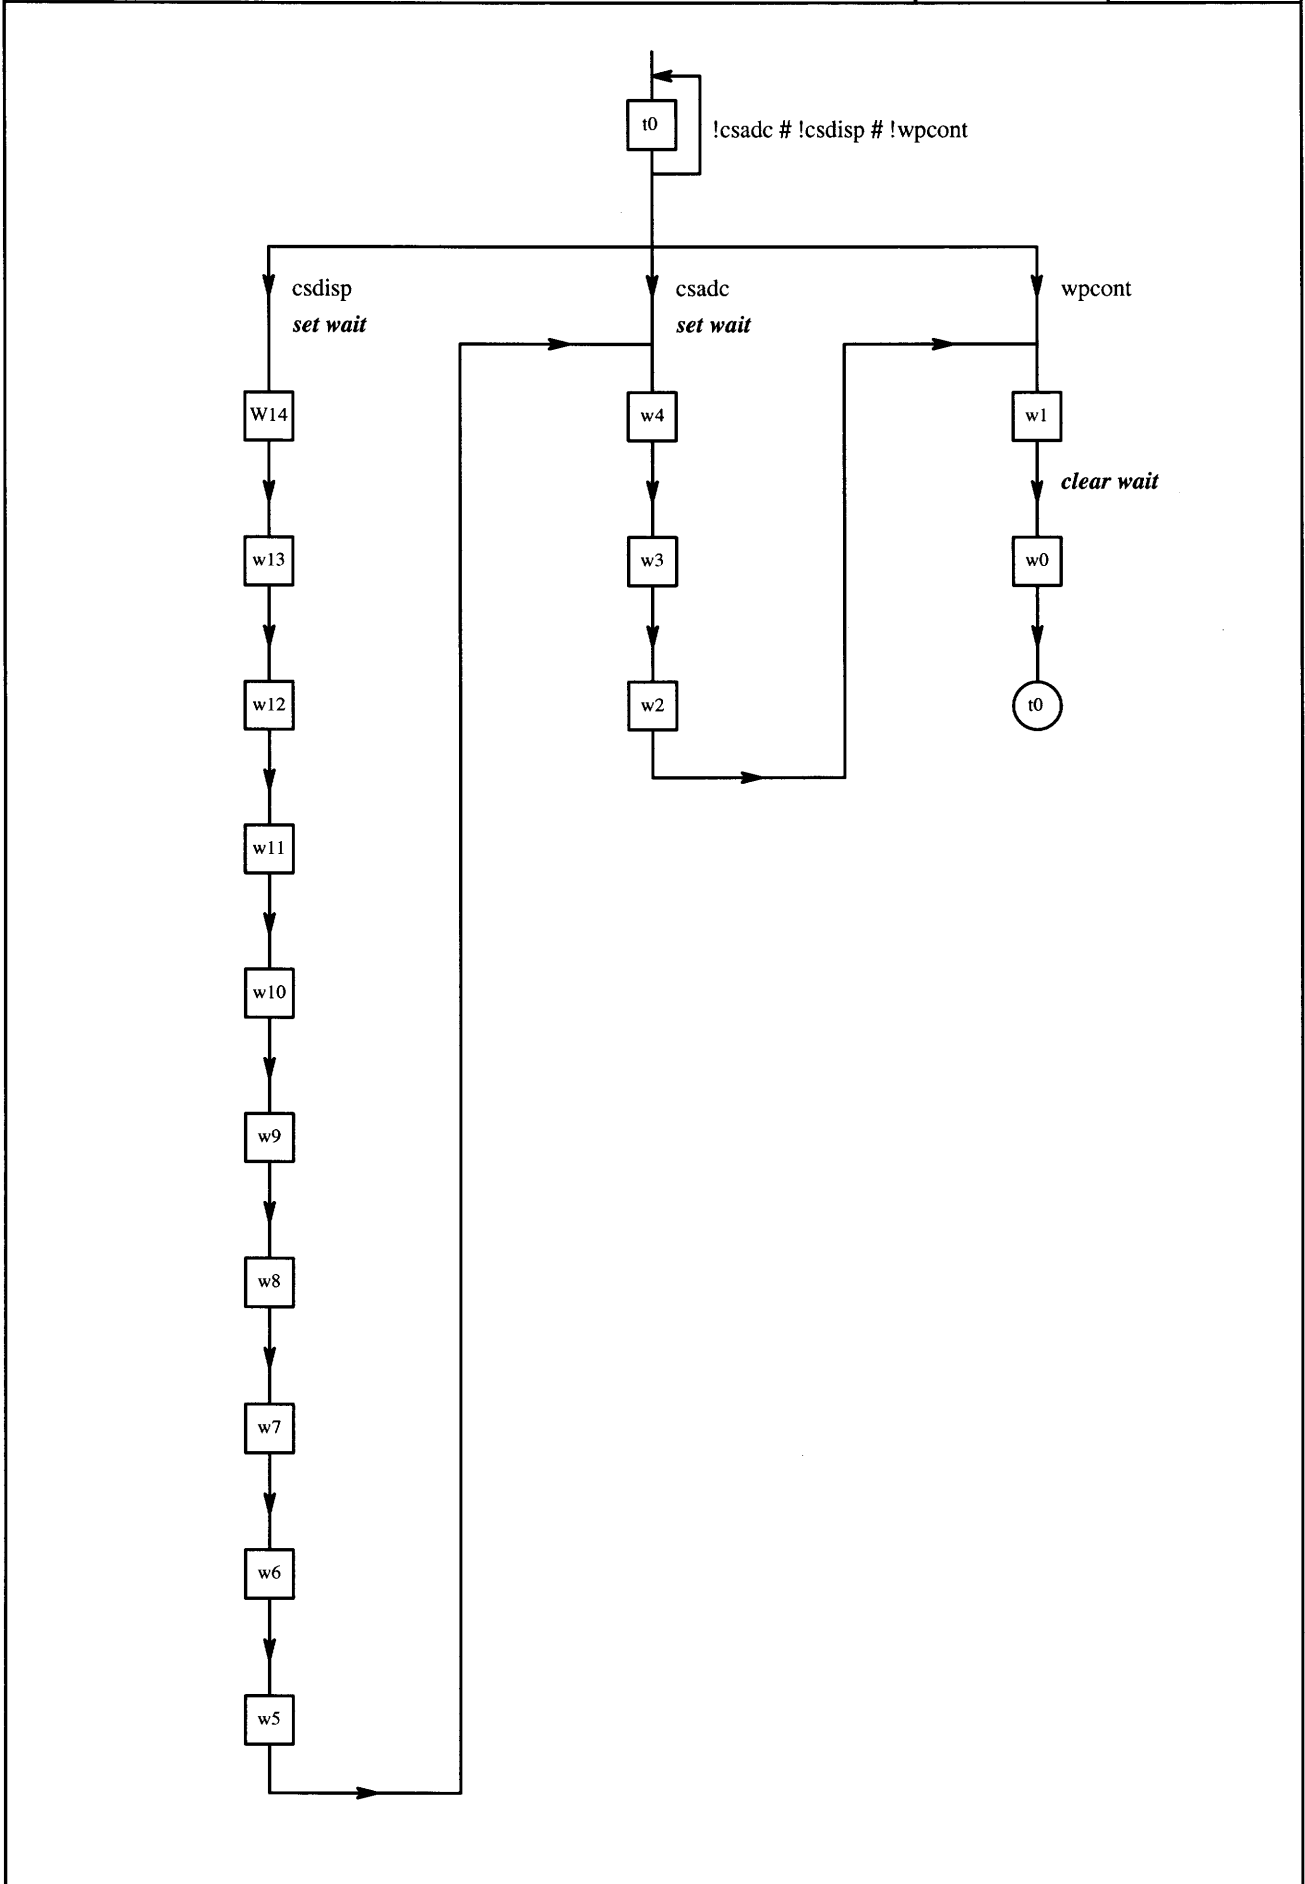 t0
!csadc # !csdisp # !wpcont
csdisp
set wait
csadc
set wait
wpcont
W14
w4
w1
clear wait
w13
w3
w0
w12
w2
t0
w11
w10
w9
w8
w7
w6
w5